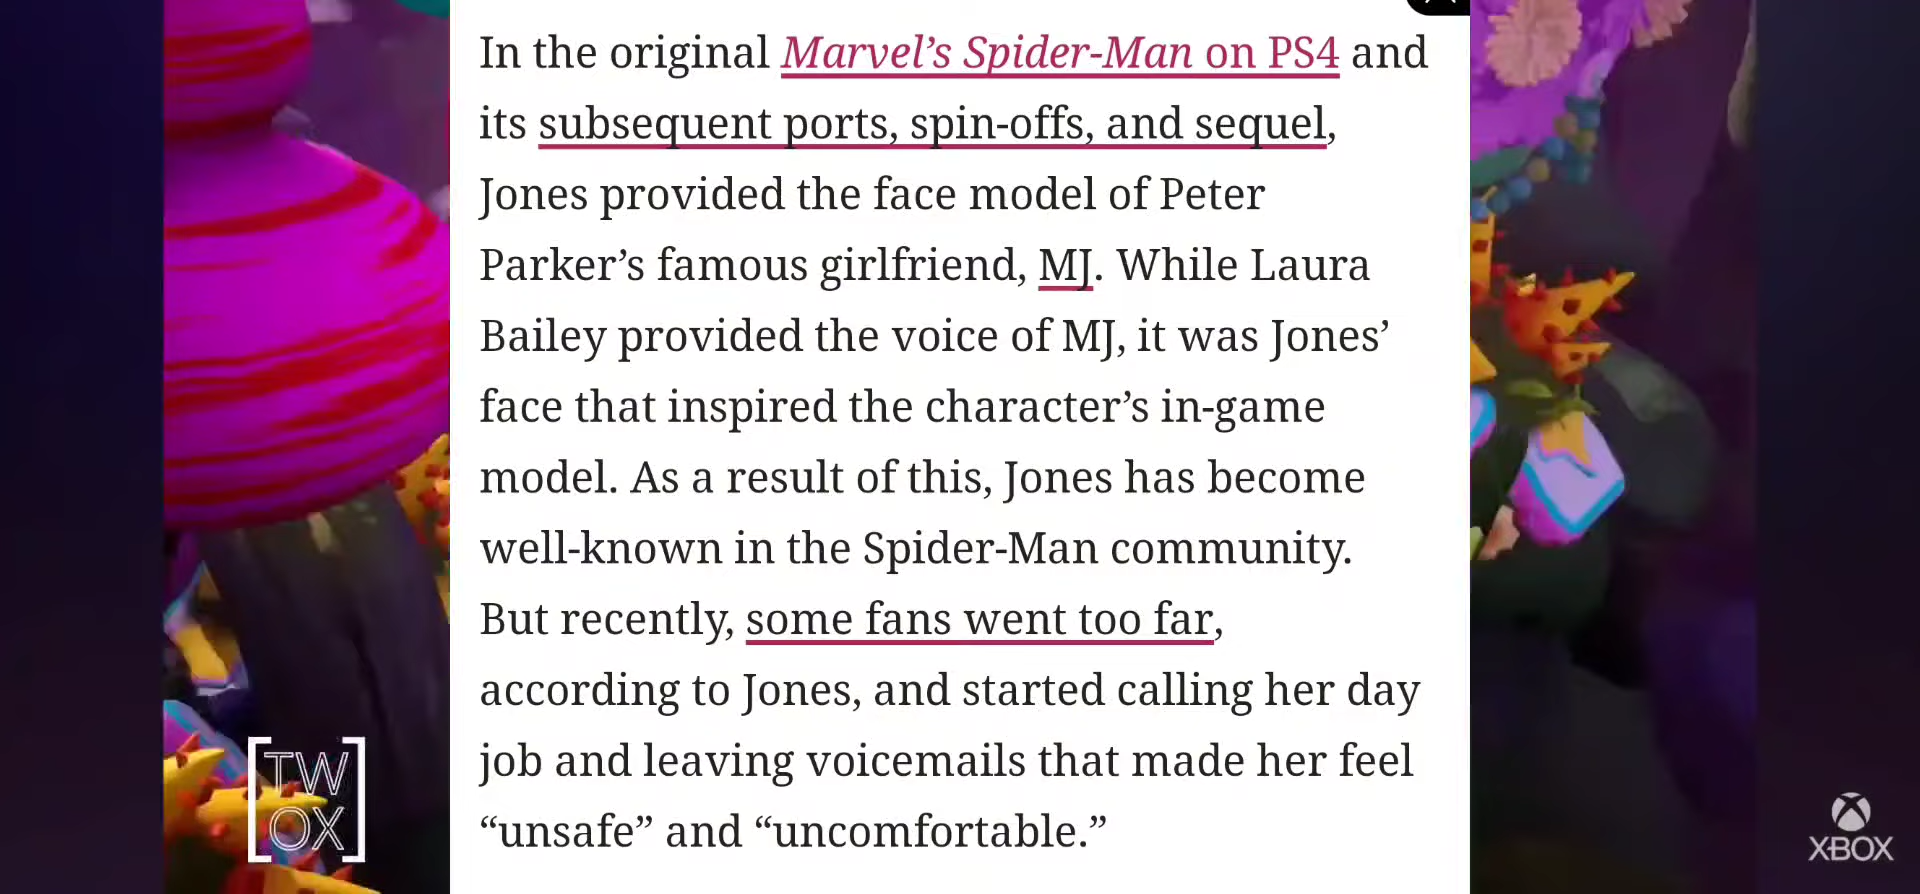 In the original Marvel’s Spider-Man on PS4 and
its subsequent ports, spin-offs, and sequel,
Jones provided the face model of Peter
Parker’s famous girlfriend, MJ. While Laura
Bailey provided the voice of MJ, it was Jones’
face that inspired the character’s in-game
model. As a result of this, Jones has become
well-known in the Spider-Man community.
But recently, some fans went too far,
according to Jones, and started calling her day
job and leaving voicemails that made her feel
“unsafe” and “uncomfortable.”
[TW
OX]
XBOX